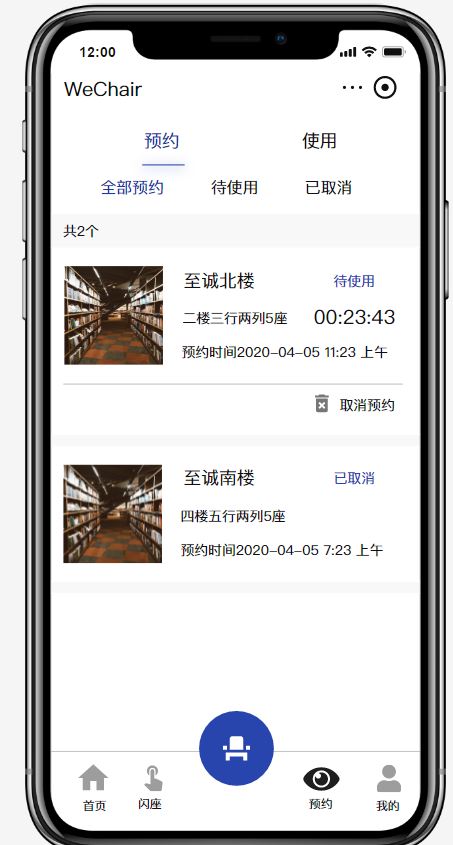 12:00
WeChair
预约 使用
全部预约 待使用 已取消
共2个
至诚北楼 待使用
二楼三行两列5座 00:23:43
预约时间2020-04-05 11:23 上午
取消预约
至诚南楼 已取消
四楼五行两列5座
预约时间2020-04-05 7:23 上午
首页 闪座 预约 我的